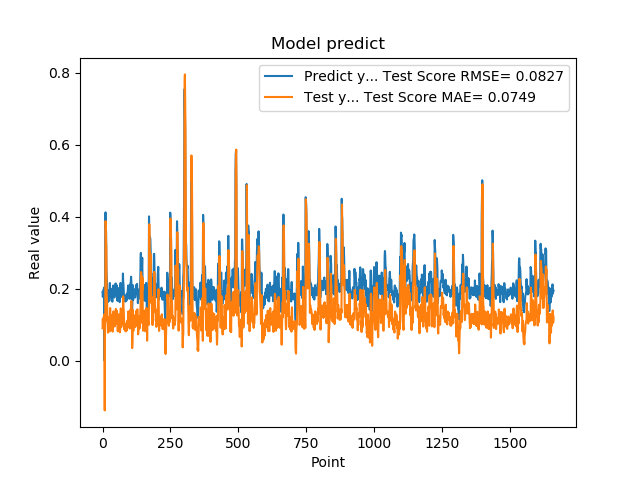 Model predict
Predict y... Test Score RMSE= 0.0827
Test y... Test Score MAE= 0.0749
Real value
0.8
0.6
0.4
0.2
0.0
0 250 500 750 1000 1250 1500
Point